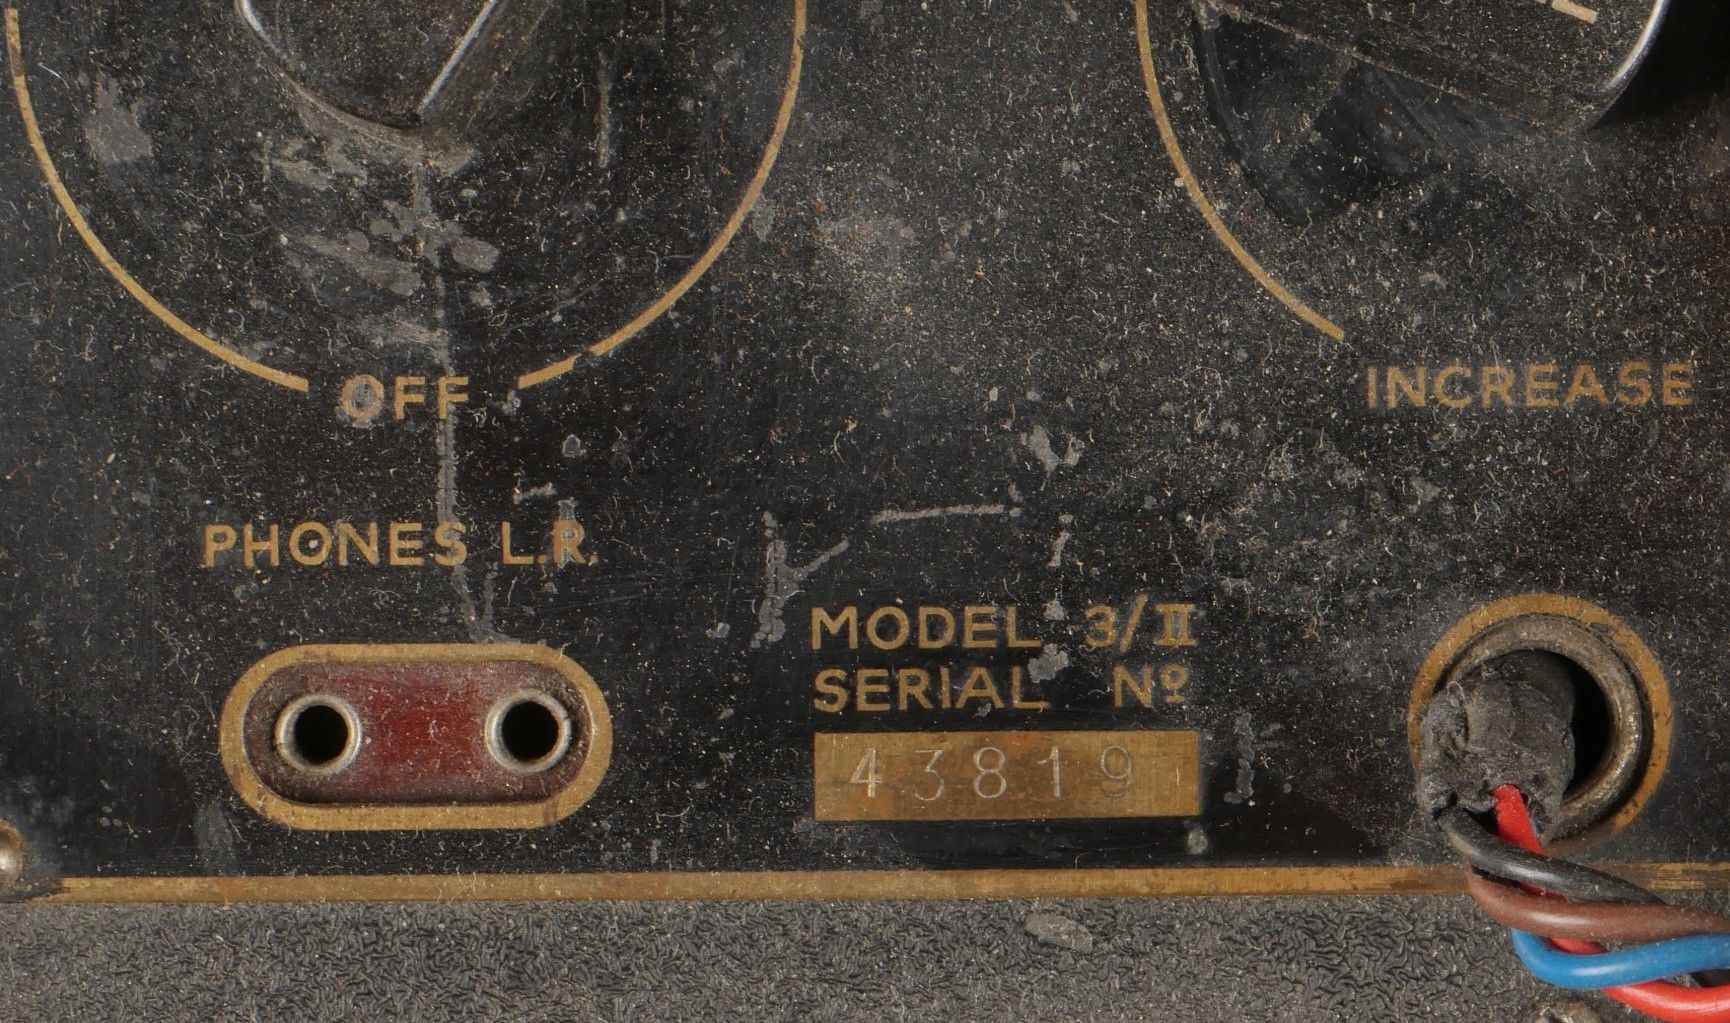 OFF
INCREASE
PHONES L.R.
MODEL 3/II
SERIAL Nº
43819